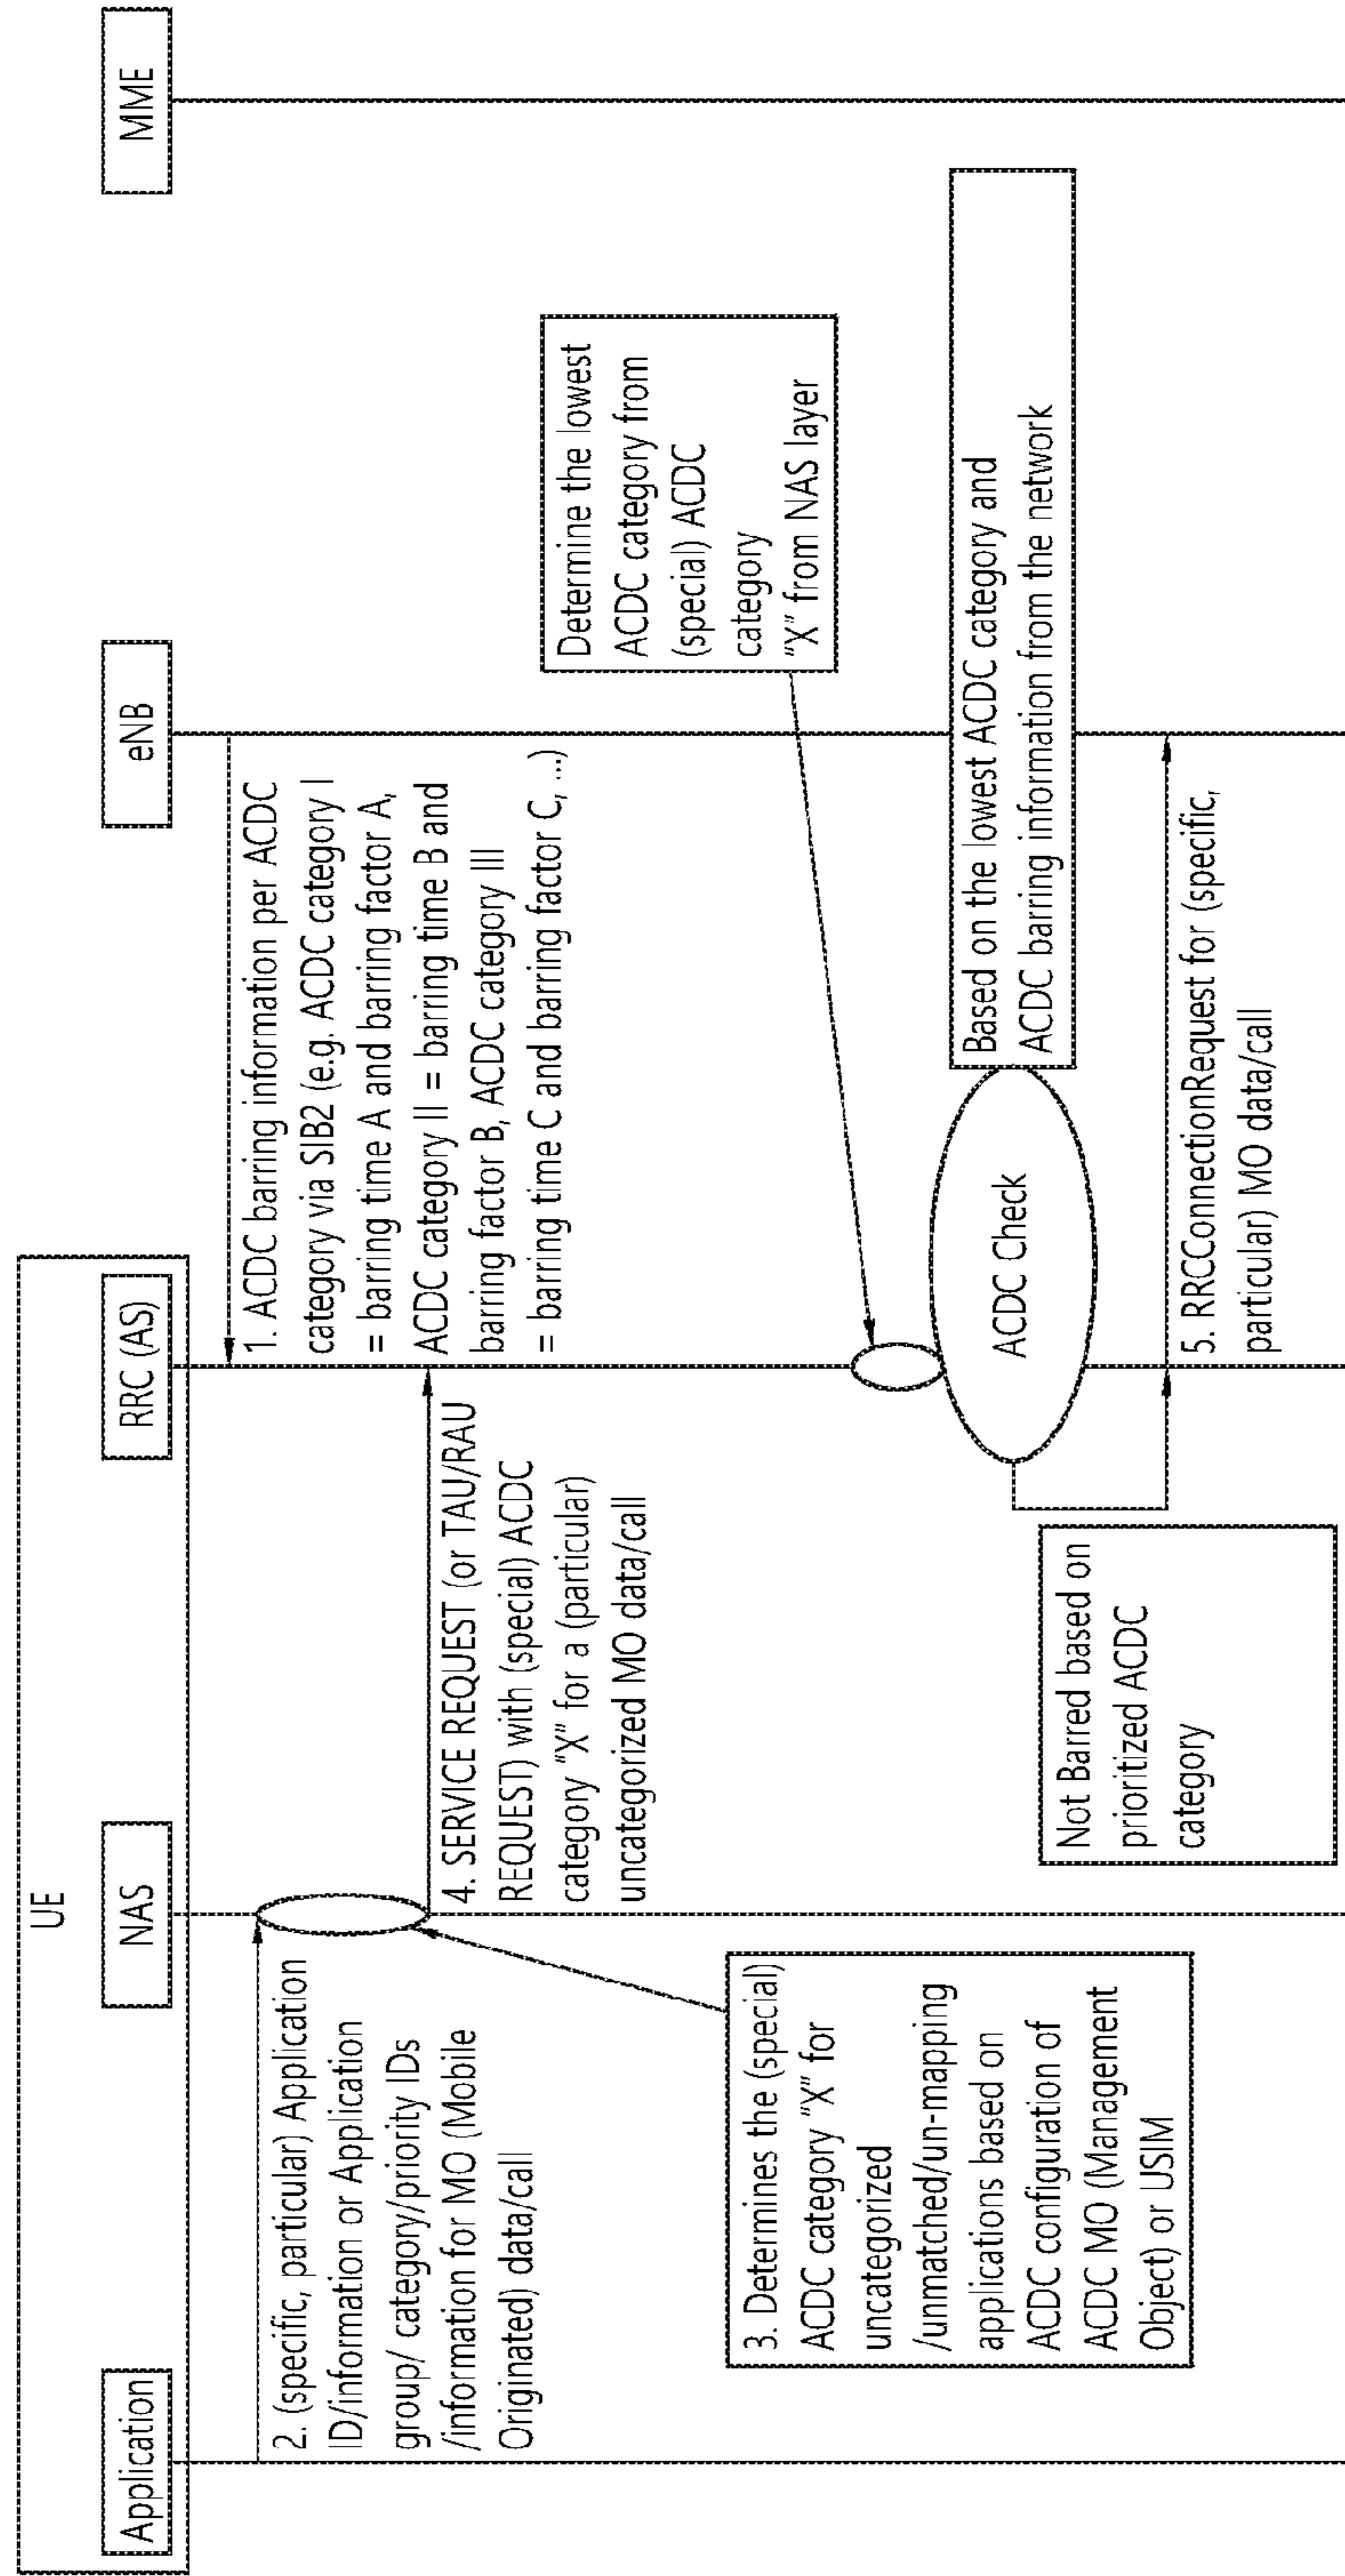 UE
Application
NAS
RRC (AS)
eNB
MME
1. ACDC barring information per ACDC
category via SIB2 (e.g. ACDC category I
= barring time A and barring factor A,
ACDC category II = barring time B and
barring factor B, ACDC category III
= barring time C and barring factor C, ...)
2. (specific, particular) Application
ID/information or Application
group/ category/priority IDs
/information for MO (Mobile
Originated) data/call
3. Determines the (special)
ACDC category "X" for
uncategorized
/unmatched/un-mapping
applications based on
ACDC configuration of
ACDC MO (Management
Object) or USIM
4. SERVICE REQUEST (or TAU/RAU
REQUEST) with (special) ACDC
category "X" for a (particular)
uncategorized MO data/call
Determine the lowest
ACDC category from
(special) ACDC
category
"X" from NAS layer
ACDC Check
Based on the lowest ACDC category and
ACDC barring information from the network
Not Barred based on
prioritized ACDC
category
5. RRCConnectionRequest for (specific,
particular) MO data/call